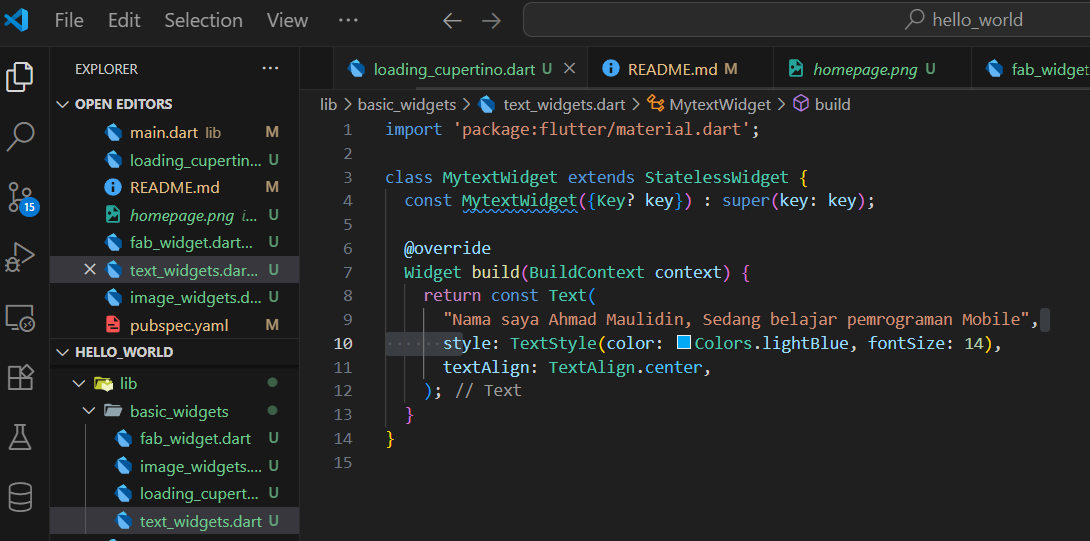 File Edit Selection View ··· hello_world
EXPLORER ···
loading_cupertino.dart U
README.md M
homepage.png U
fab_widget
OPEN EDITORS
main.dart lib M
loading_cupertin... U
README.md M
homepage.png i... U
fab_widget.dart... U
text_widgets.dar... U
image_widgets.d... U
pubspec.yaml M
HELLO_WORLD
lib
basic_widgets
fab_widget.dart U
image_widgets.... U
loading_cupert... U
text_widgets.dart U
15
lib > basic_widgets > text_widgets.dart > MytextWidget > build
1 import 'package:flutter/material.dart';
2
3 class MytextWidget extends StatelessWidget {
4 const MytextWidget({Key? key}) : super(key: key);
5
6 @override
7 Widget build(BuildContext context) {
8 return const Text(
9 "Nama saya Ahmad Maulidin, Sedang belajar pemrograman Mobile",
10 style: TextStyle(color: Colors.lightBlue, fontSize: 14),
11 textAlign: TextAlign.center,
12 ); // Text
13 }
14 }
15